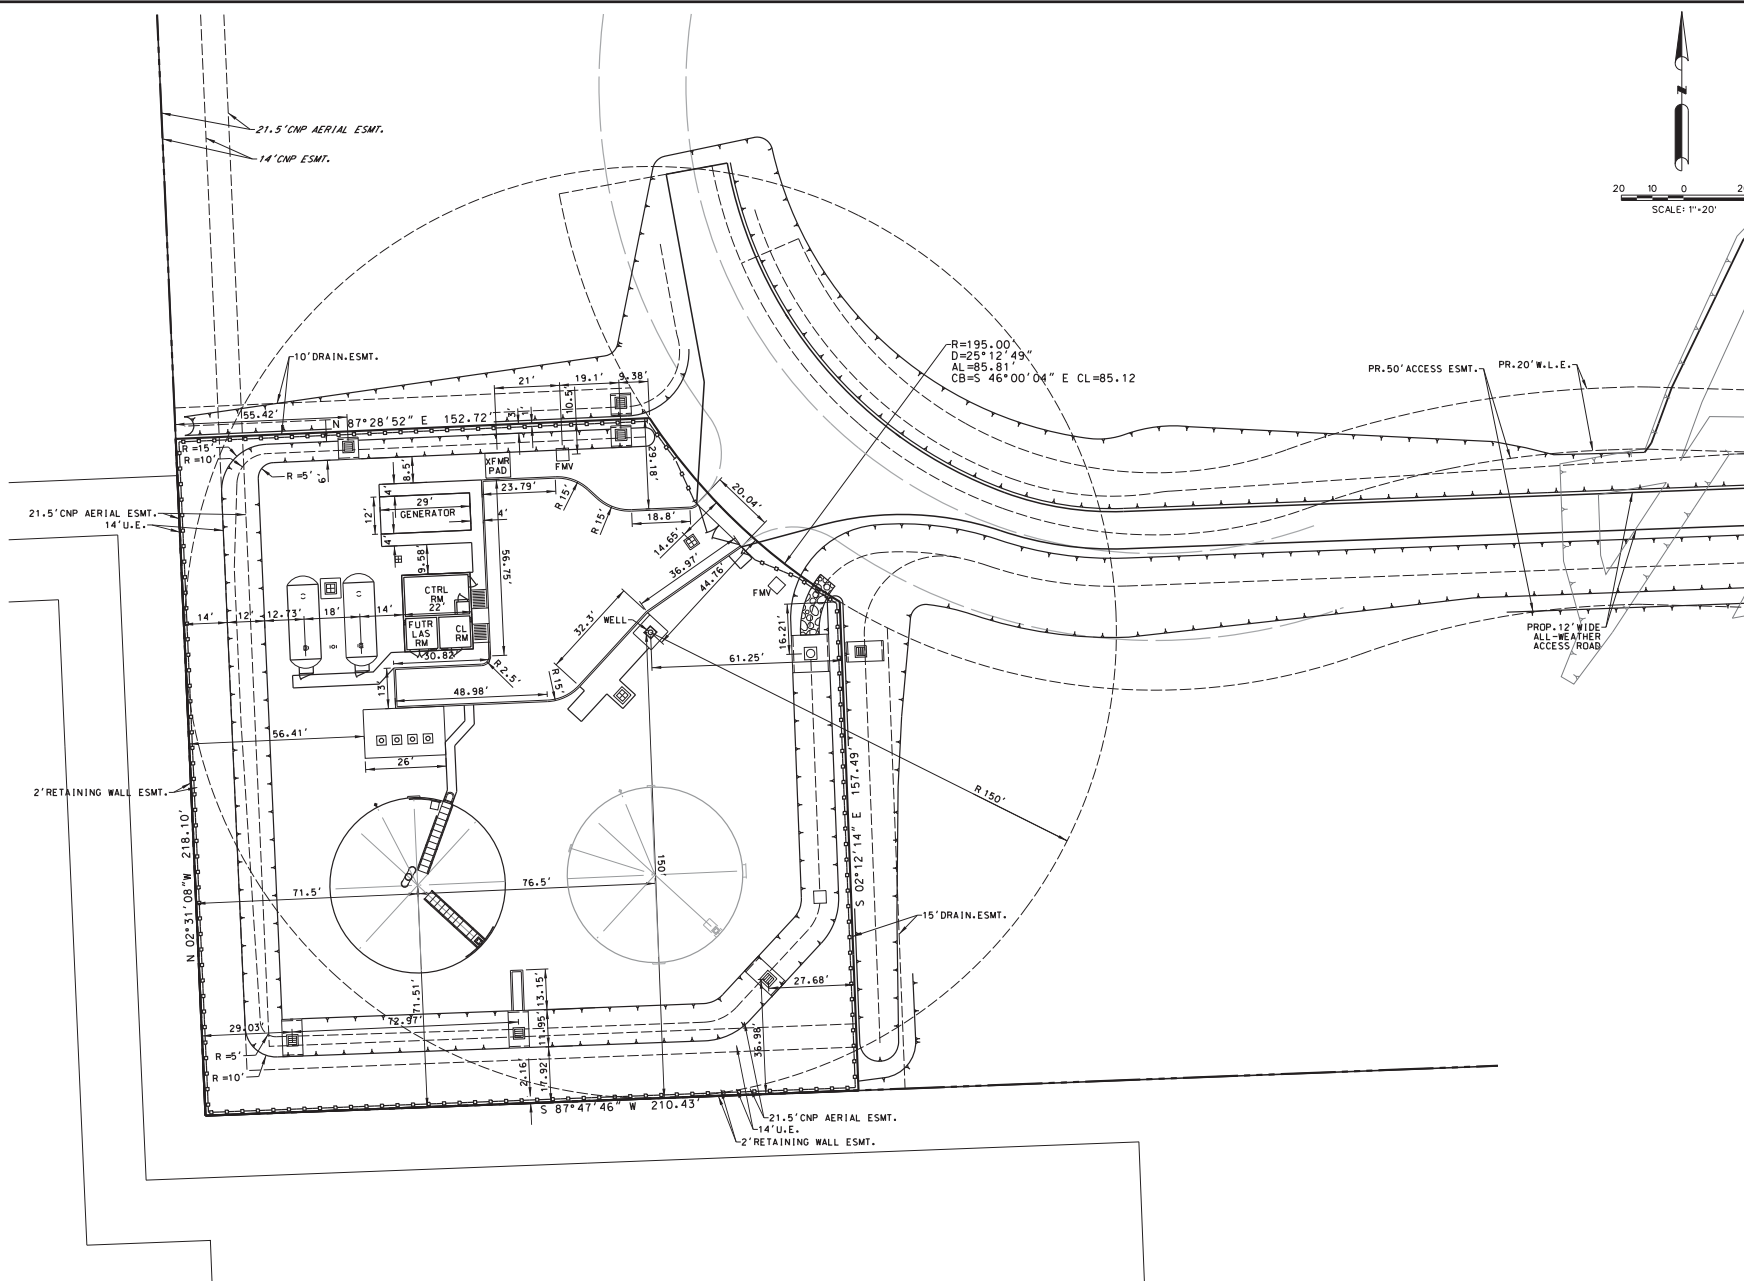 21.5'CNP AERIAL ESMT.
14'CNP ESMT.
N
20 10 0 20
SCALE: 1"=20'
10'DRAIN.ESMT.
R=195.00'
D=25°12'49"
AL=85.81'
CB=S 46°00'04" E CL=85.12
PR.50'ACCESS ESMT.
PR.20'W.L.E.
21'
19.1'
9.38'
10.5'
3'
1'
55.42'
N 87°28'52" E 152.72'
R=15'
R=10'
R=5'
6'
8.5'
XFMR
PAD
FMV
29.18'
23.79'
R 15'
R 15'
18.8'
20.04'
14.65'
4'
29'
12'
GENERATOR
4'
4'
9.58'
56.75'
21.5'CNP AERIAL ESMT.
14'U.E.
36.97'
44.76'
FMV
CTRL
RM
22'
FUTR
LAS
RM
CL
RM
14'
12'
12.73'
18'
14'
32.3'
WELL
16.21'
61.25'
PROP.12'WIDE
ALL-WEATHER
ACCESS ROAD
30.82'
R 2.5'
R 15'
13'
48.98'
56.41'
26'
2'RETAINING WALL ESMT.
N 02°31'08"W 218.10'
S 02°12'14" E 157.49'
R 150'
150'
71.5'
76.5'
15'DRAIN.ESMT.
71.51'
13.15'
27.68'
29.03'
72.97'
11.95'
36.98'
R=5'
R=10'
2.16'
17.92'
S 87°47'46" W 210.43'
21.5'CNP AERIAL ESMT.
14'U.E.
2'RETAINING WALL ESMT.